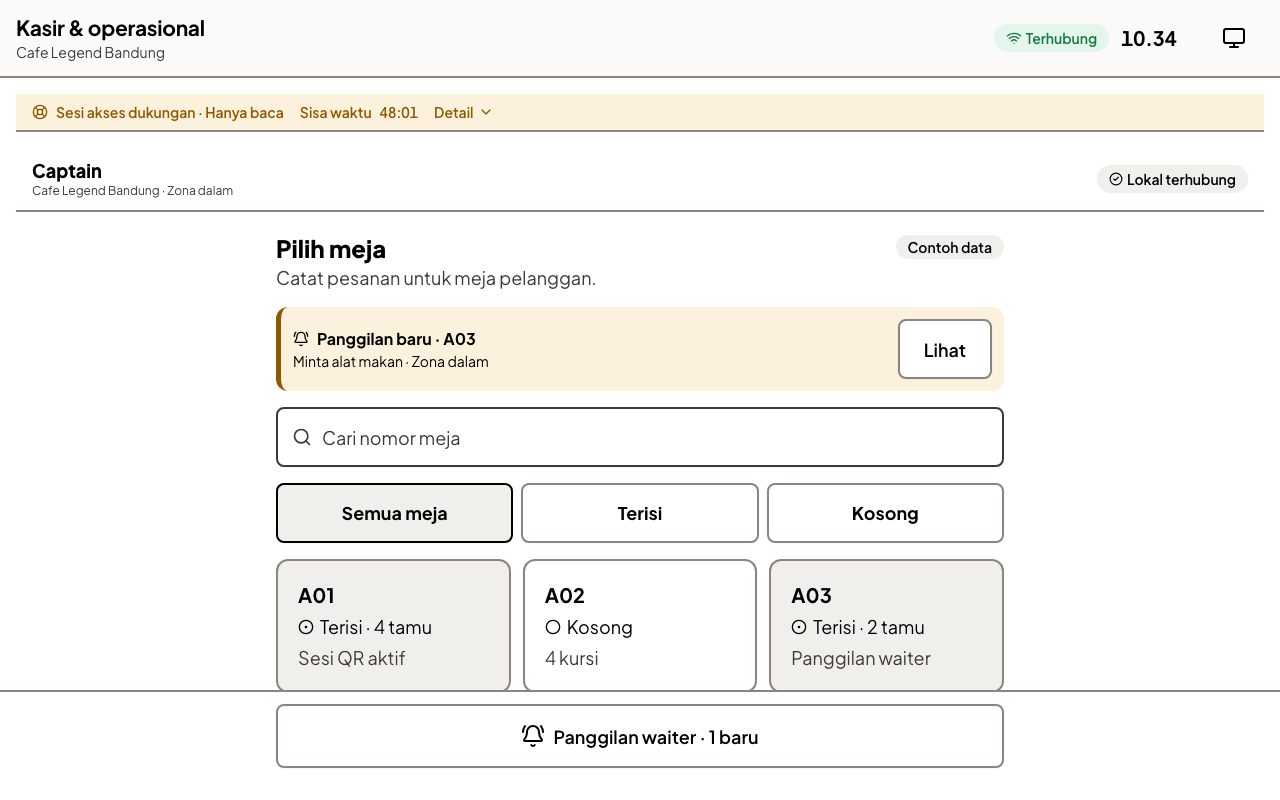 Kasir & operasional
Cafe Legend Bandung
Terhubung
10.34
Sesi akses dukungan · Hanya baca Sisa waktu 48:01 Detail
Captain
Cafe Legend Bandung · Zona dalam
Lokal terhubung
Pilih meja
Contoh data
Catat pesanan untuk meja pelanggan.
Panggilan baru · A03
Minta alat makan · Zona dalam
Lihat
Cari nomor meja
Semua meja
Terisi
Kosong
A01
Terisi · 4 tamu
Sesi QR aktif
A02
Kosong
4 kursi
A03
Terisi · 2 tamu
Panggilan waiter
Panggilan waiter · 1 baru